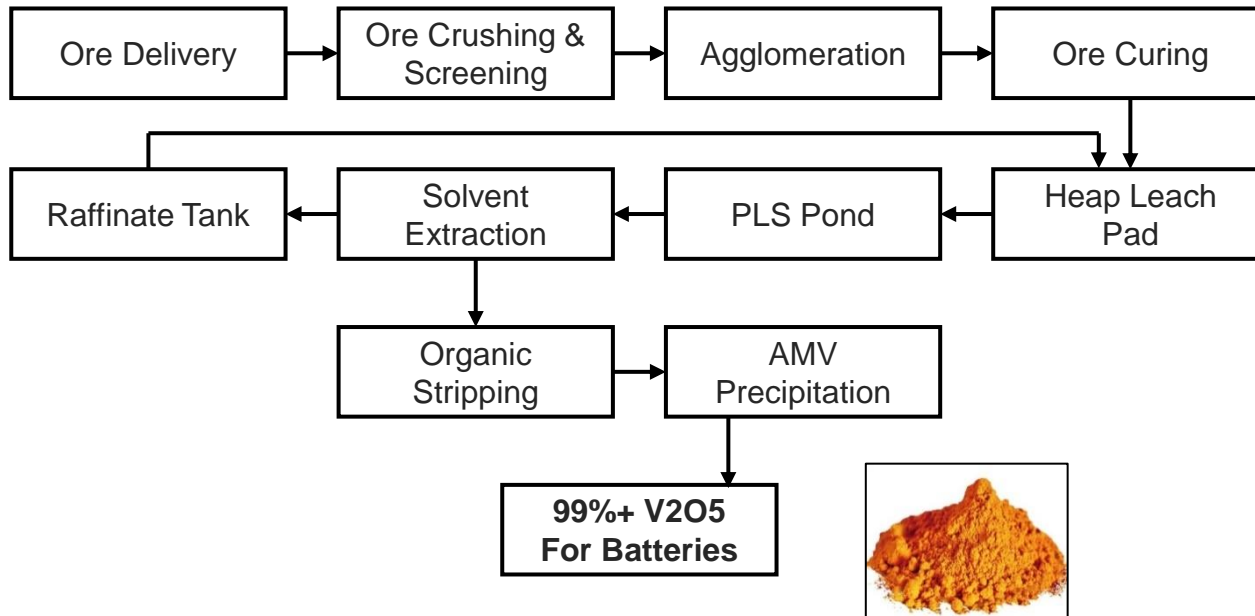 Ore Delivery
Ore Crushing &
Screening
Agglomeration
Ore Curing
Raffinate Tank
Solvent
Extraction
PLS Pond
Heap Leach
Pad
Organic
Stripping
AMV
Precipitation
99%+ V2O5
For Batteries